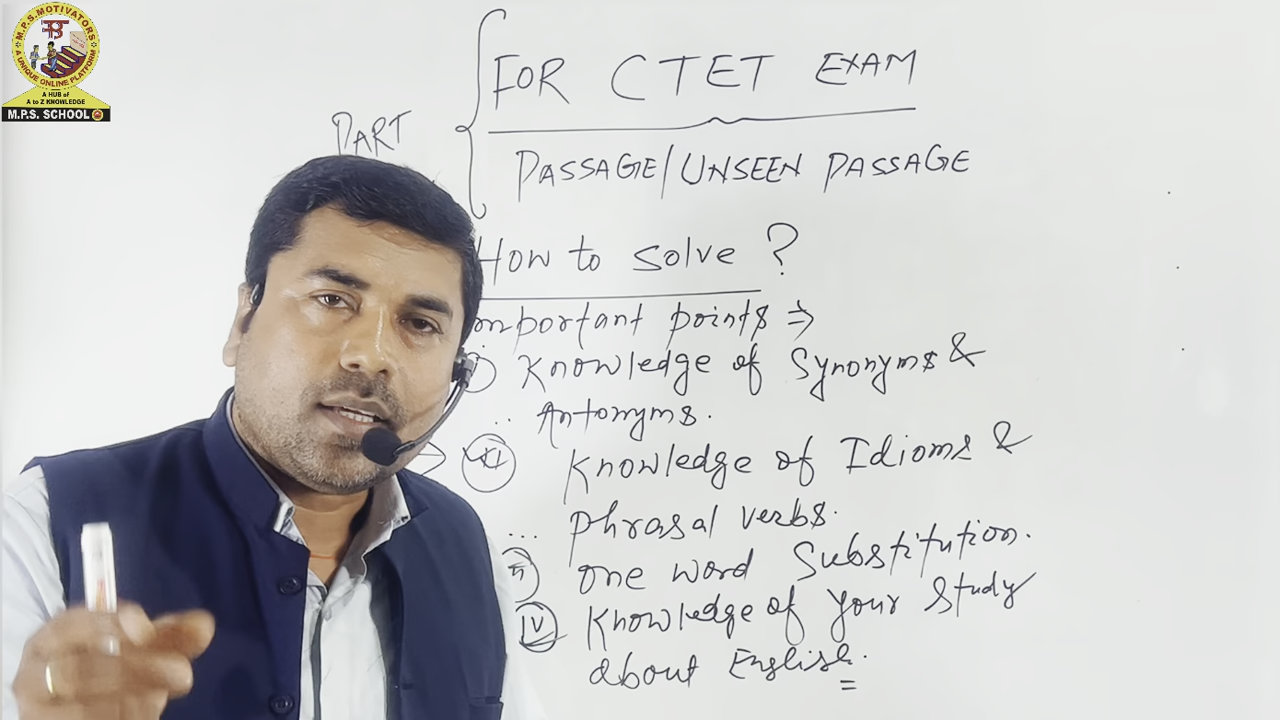 M.P.S.MOTIVATORS
A UNIQUE ONLINE PLATFORM
A HUB of
A to Z KNOWLEDGE
M.P.S. SCHOOL
PART
FOR CTET EXAM
PASSAGE/UNSEEN PASSAGE
How to solve ?
mportant points ⇒
Knowledge of Synonyms &
Antonyms.
Knowledge of Idioms &
phrasal verbs.
one word Substitution.
IV Knowledge of your Study
about English.